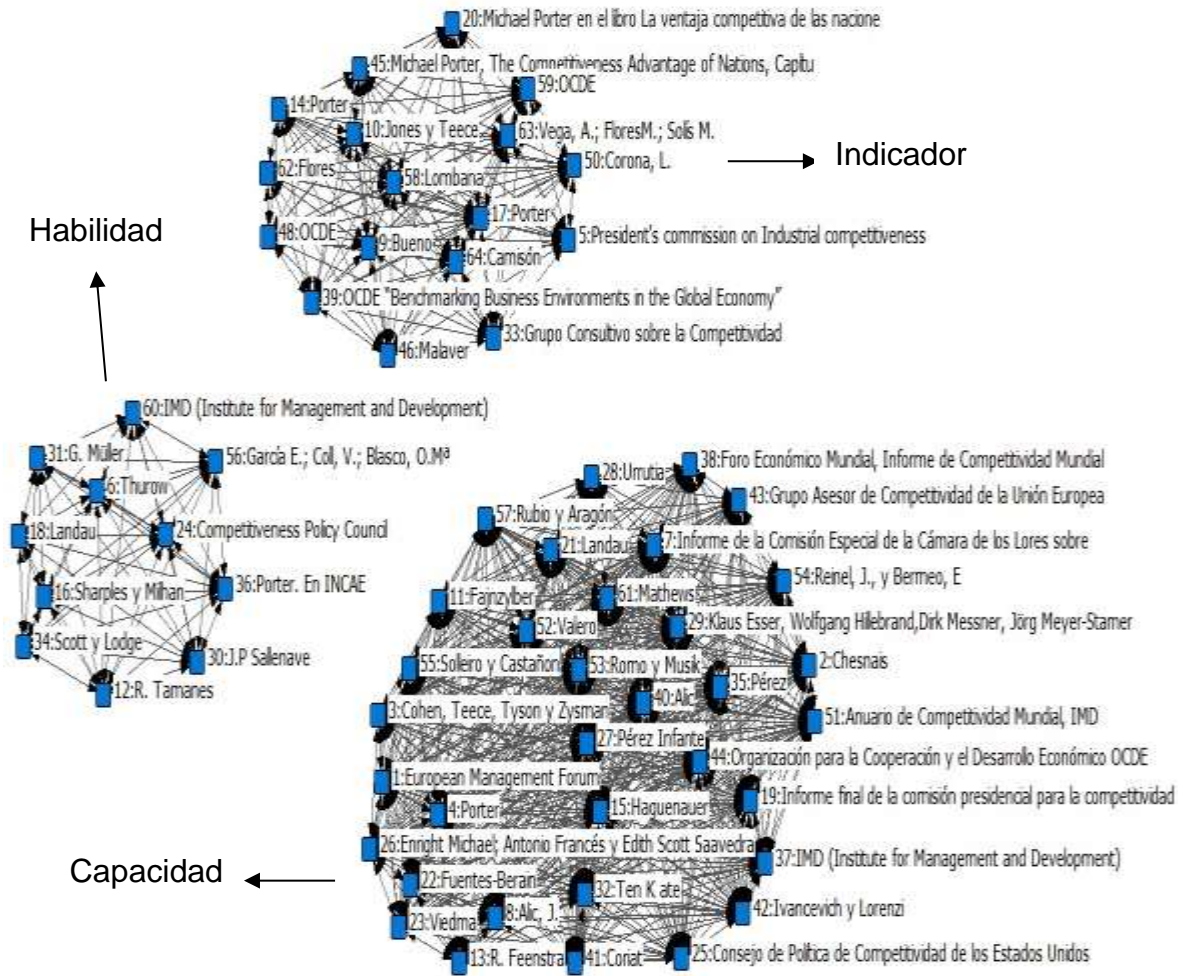 20:Michael Porter en el libro La ventaja competitiva de las nacione
45:Michael Porter, The Competitiveness Advantage of Nations, Capítu
59:OCDE
14:Porter
10:Jones y Teece
63:Vega, A.; FloresM.; Solís M.
50:Corona, L.
Indicador
62:Flores
58:Lombana
17:Porter
48:OCDE
9:Bueno
5:President's commission on Industrial competitiveness
64:Camisón
39:OCDE "Benchmarking Business Environments in the Global Economy"
33:Grupo Consultivo sobre la Competitividad
46:Malaver
Habilidad
60:IMD (Institute for Management and Development)
31:G. Müller
56:García E.; Coll, V.; Blasco, O.Mª
6:Thurow
18:Landau
24:Competitiveness Policy Council
16:Sharples y Milhan
36:Porter. En INCAE
34:Scott y Lodge
30:J.P Sallenave
12:R. Tamanes
28:Urrutia
38:Foro Económico Mundial, Informe de Competividad Mundial
43:Grupo Asesor de Competividad de la Unión Europea
57:Rubio y Aragón
21:Landau
7:Informe de la Comisión Especial de la Cámara de los Lores sobre
54:Reinel, J., y Bermeo, E
11:Fajnzylber
61:Mathews
52:Valero
29:Klaus Esser, Wolfgang Hillebrand,Dirk Messner, Jörg Meyer-Stamer
55:Soleiro y Castañon
53:Romo y Musik
2:Chesnais
35:Pérez
40:Alic
3:Cohen, Teece, Tyson y Zysman
51:Anuario de Competividad Mundial, IMD
27:Pérez Infante
44:Organización para la Cooperación y el Desarrollo Económico OCDE
1:European Management Forum
4:Porter
15:Haguenauer
19:Informe final de la comisión presidencial para la compettividad
26:Enright Michael; Antonio Francés y Edith Scott Saavedra
37:IMD (Institute for Management and Development)
Capacidad
22:Fuentes-Berain
32:Ten K ate
23:Viedma
8:Alic, J.
42:Ivancevich y Lorenzi
13:R. Feenstra
41:Coriat
25:Consejo de Política de Competividad de los Estados Unidos